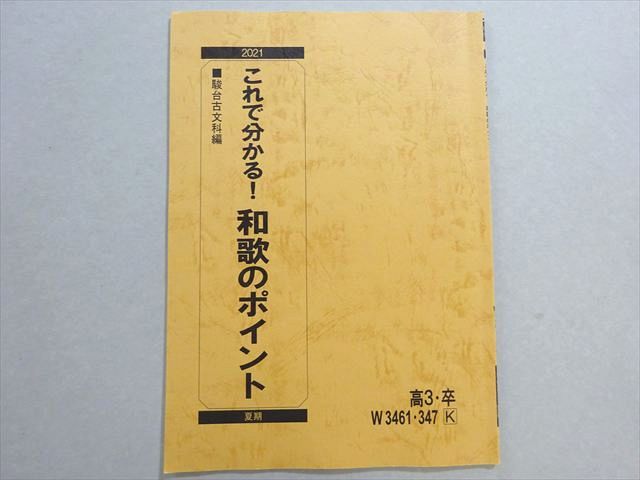 2021
これで分かる！和歌のポイント
■駿台古文科編
夏期
高3・卒
W3461・347 K